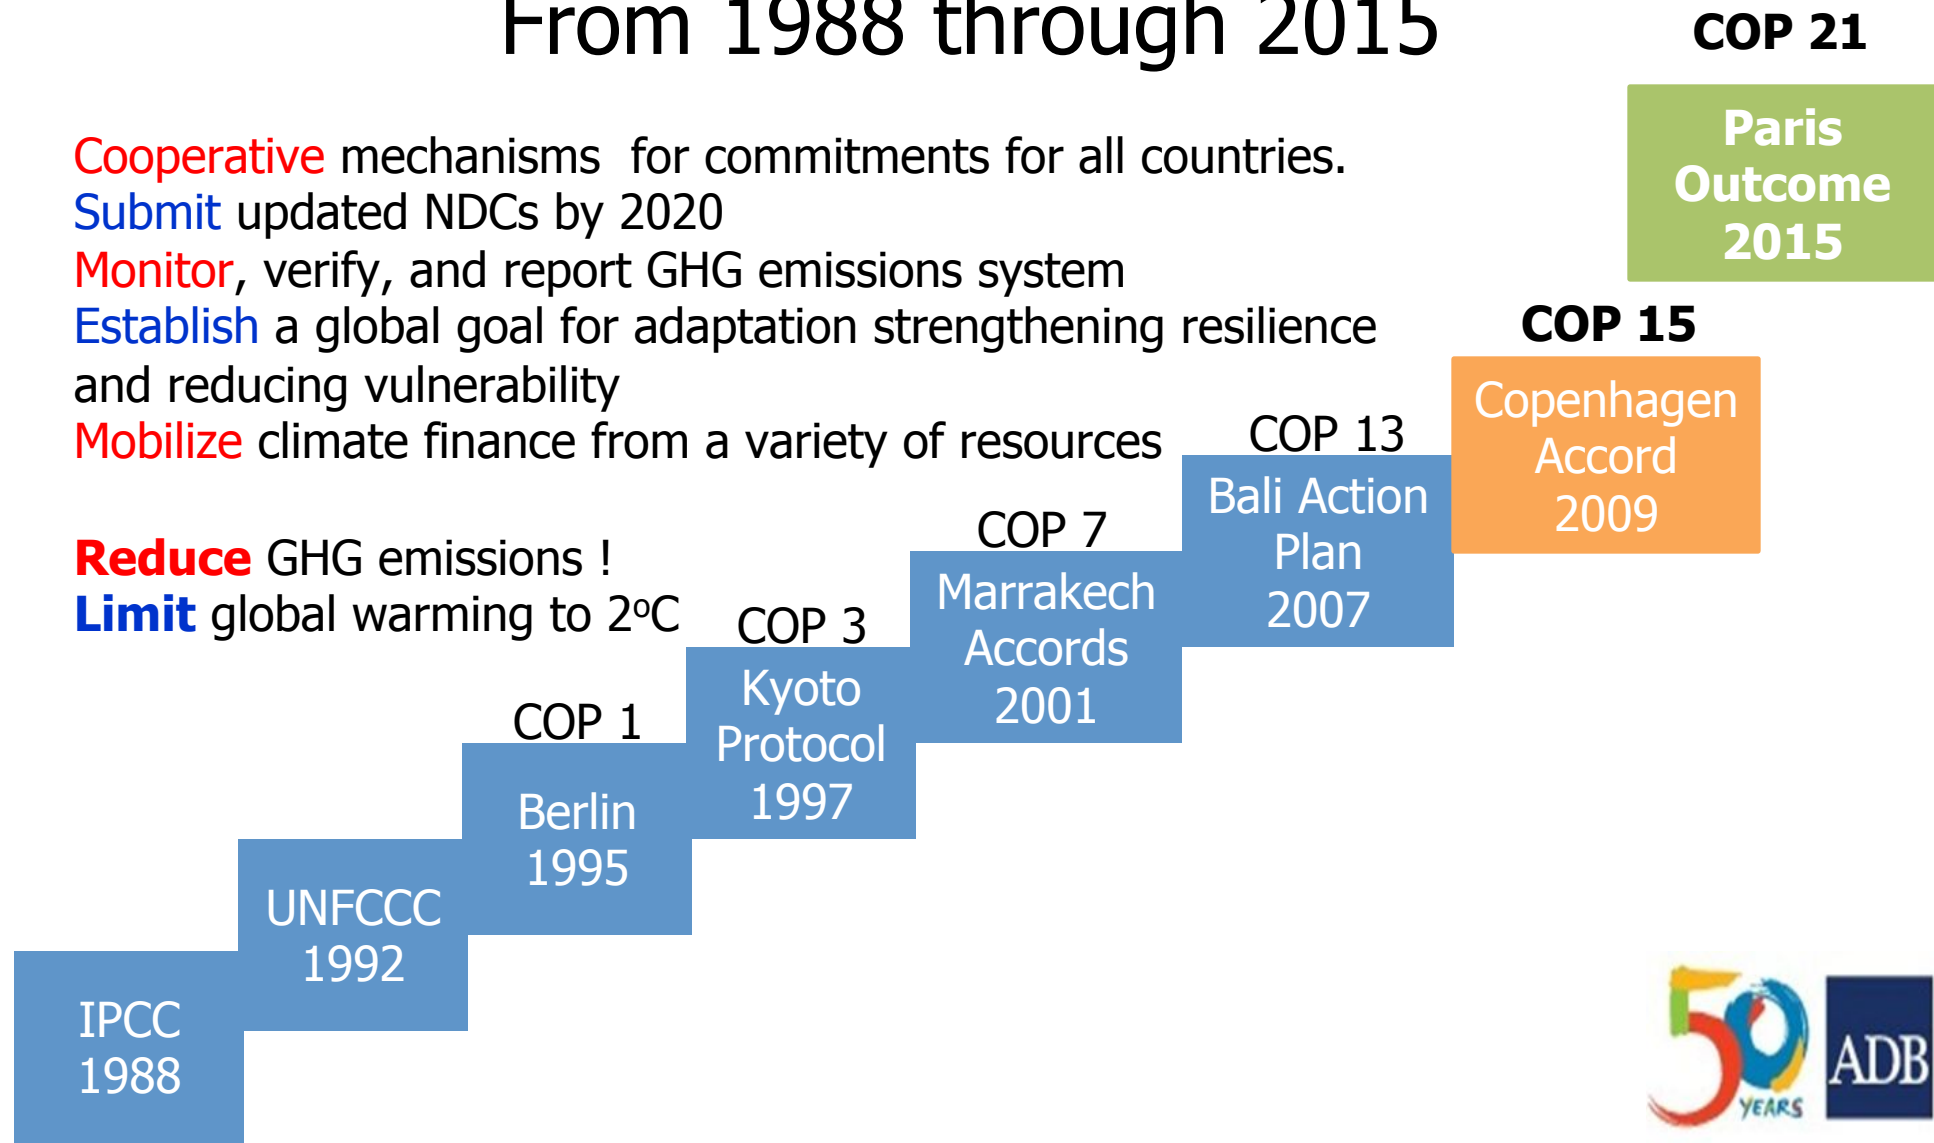 From 1988 through 2015
COP 21
Paris
Outcome
2015
Cooperative mechanisms for commitments for all countries.
Submit updated NDCs by 2020
Monitor, verify, and report GHG emissions system
Establish a global goal for adaptation strengthening resilience
and reducing vulnerability
Mobilize climate finance from a variety of resources
Reduce GHG emissions !
Limit global warming to 2ºC
COP 15
Copenhagen
Accord
2009
COP 13
Bali Action
Plan
2007
COP 7
Marrakech
Accords
2001
COP 3
Kyoto
Protocol
1997
COP 1
Berlin
1995
UNFCCC
1992
IPCC
1988
50
YEARS
ADB